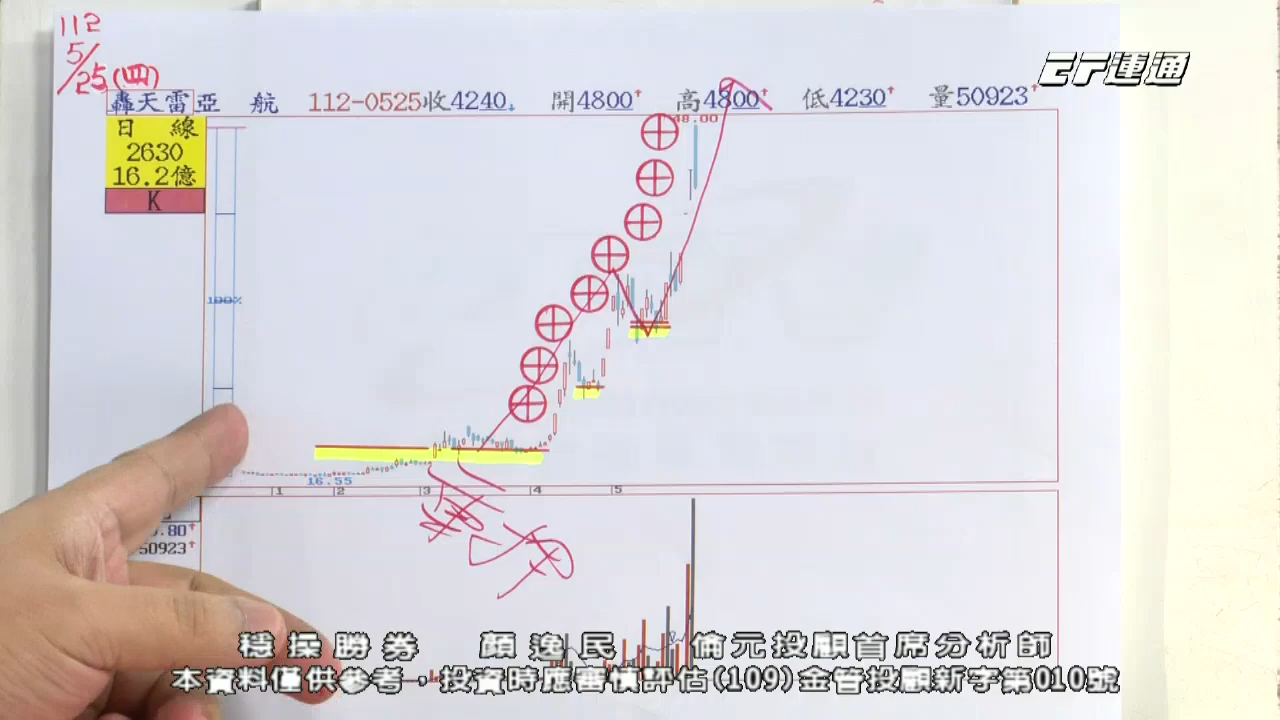 112
5/25(四)
運通
轟天雷亞 航 112-0525收4240↓ 開4800↑ 高4800↑ 低4230↑ 量50923↑
日 線
2630
16.2億
K
48.00
100%
16.55
1 2 3 4 5
.80↑
50923↑
穩操勝券 顏逸民 倫元投顧首席分析師
本資料僅供參考，投資時應審慎評估(109)金管投顧新字第010號